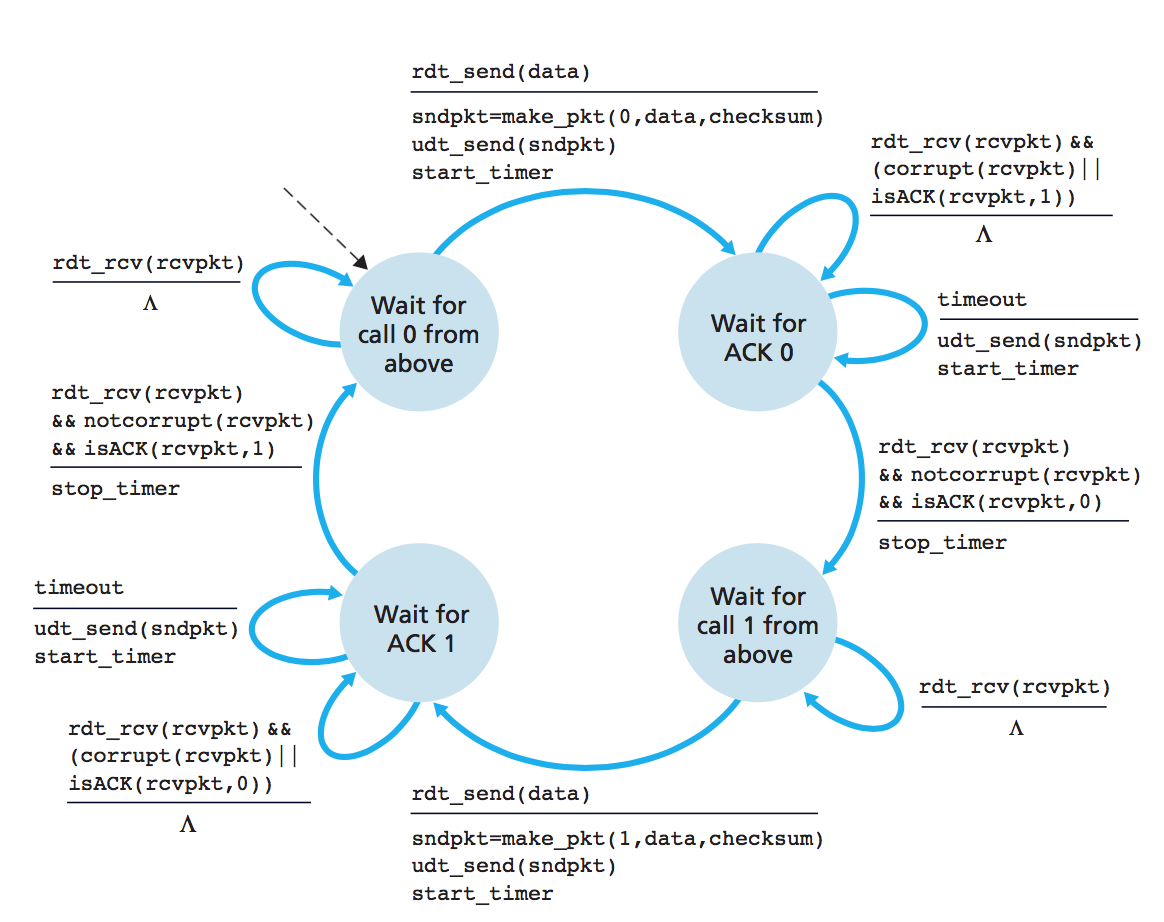 rdt_send(data)
sndpkt=make_pkt(0,data,checksum)
udt_send(sndpkt)
start_timer
rdt_rcv(rcvpkt) &&
(corrupt(rcvpkt)||
isACK(rcvpkt,1))
Λ
rdt_rcv(rcvpkt)
Λ
Wait for
call 0 from
above
Wait for
ACK 0
timeout
udt_send(sndpkt)
start_timer
rdt_rcv(rcvpkt)
&& notcorrupt(rcvpkt)
&& isACK(rcvpkt,1)
stop_timer
rdt_rcv(rcvpkt)
&& notcorrupt(rcvpkt)
&& isACK(rcvpkt,0)
stop_timer
timeout
udt_send(sndpkt)
start_timer
Wait for
ACK 1
Wait for
call 1 from
above
rdt_rcv(rcvpkt)
Λ
rdt_rcv(rcvpkt) &&
(corrupt(rcvpkt)||
isACK(rcvpkt,0))
Λ
rdt_send(data)
sndpkt=make_pkt(1,data,checksum)
udt_send(sndpkt)
start_timer